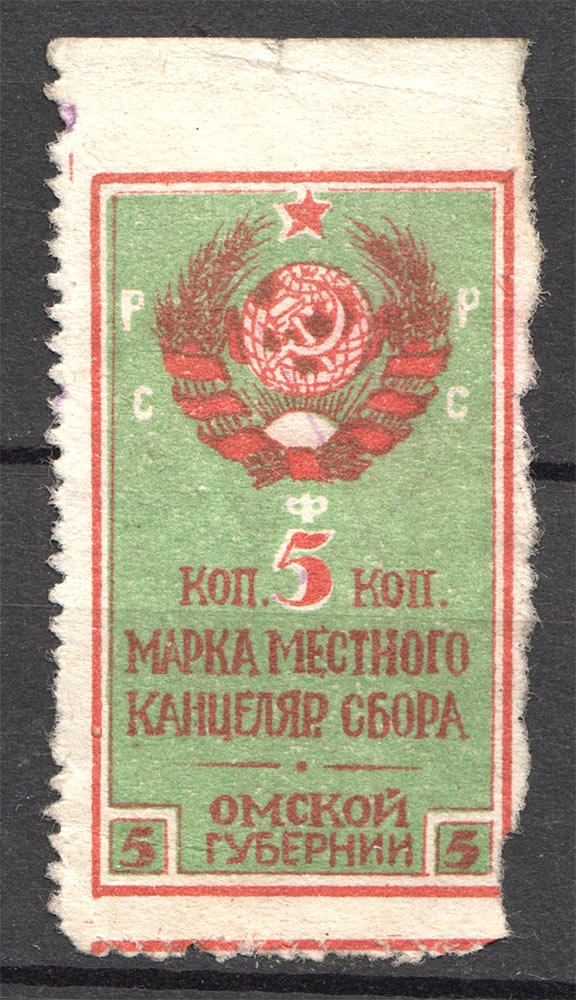 Р Р
С С
Ф
КОП. 5 КОП.
МАРКА МЕСТНОГО
КАНЦЕЛЯР. СБОРА
ОМСКОЙ
5 ГУБЕРНИИ 5